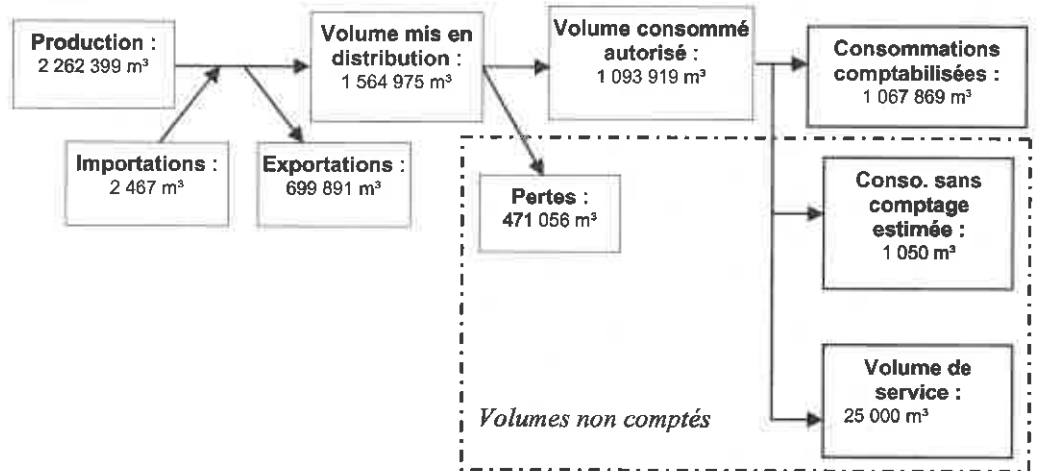 Production :
2 262 399 m³
Importations :
2 467 m³
Exportations :
699 891 m³
Volume mis en
distribution :
1 564 975 m³
Pertes :
471 056 m³
Volume consommé
autorisé :
1 093 919 m³
Consommations
comptabilisées :
1 067 869 m³
Conso. sans
comptage
estimée :
1 050 m³
Volume de
service :
25 000 m³
Volumes non comptés